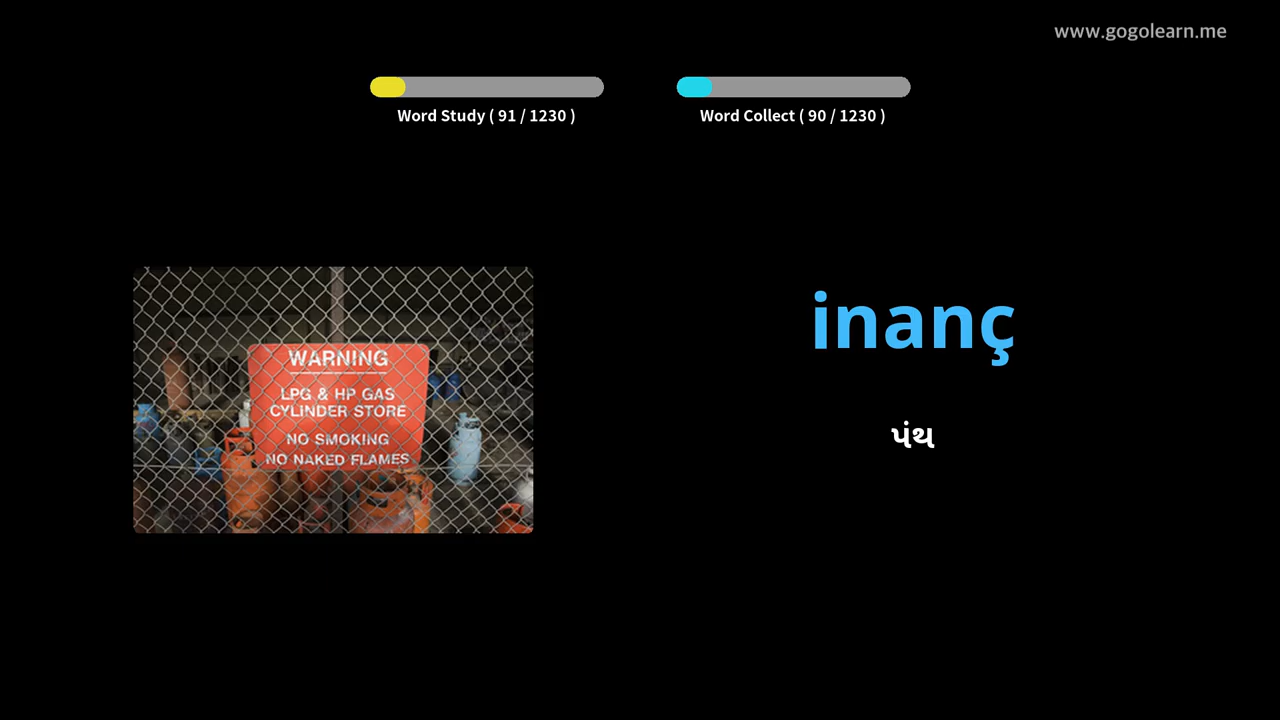 www.gogolearn.me
Word Study ( 91 / 1230 )
Word Collect ( 90 / 1230 )
WARNING
LPG & HP GAS
CYLINDER STORE
NO SMOKING
NO NAKED FLAMES
inanç
પંથ